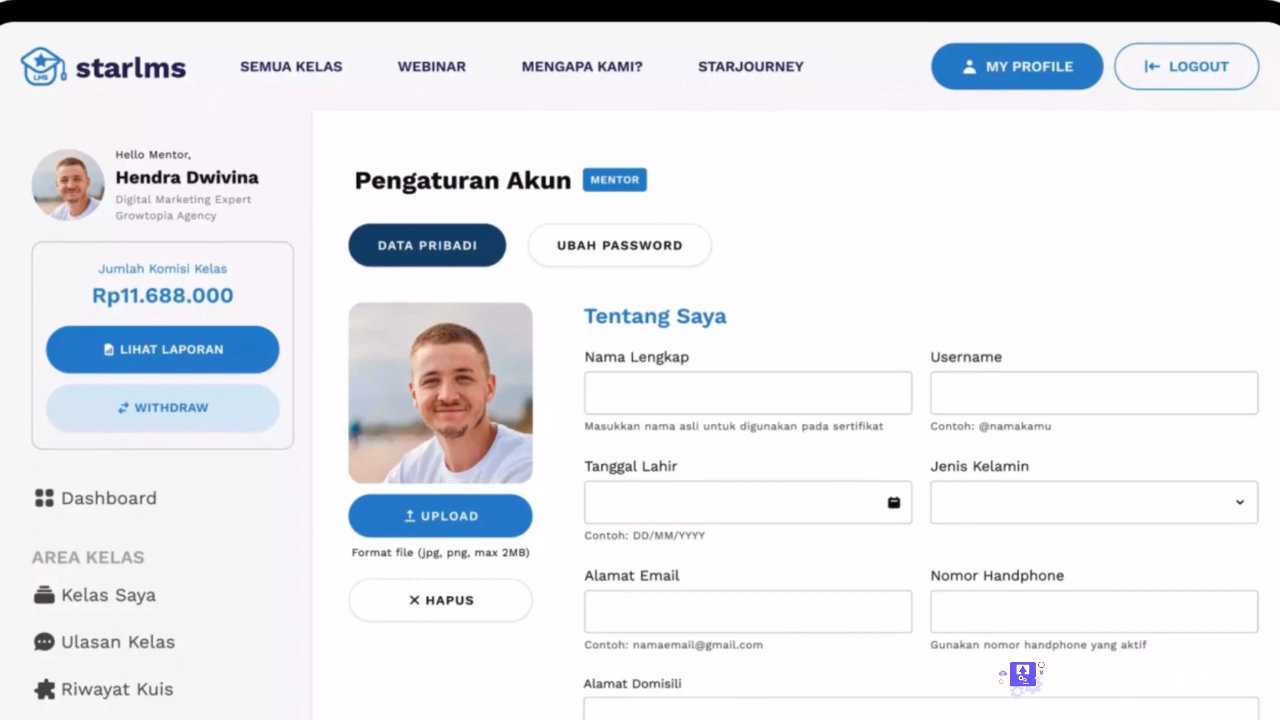 LMS
starlms
SEMUA KELAS
WEBINAR
MENGAPA KAMI?
STARJOURNEY
MY PROFILE
LOGOUT
Hello Mentor,
Hendra Dwivina
Digital Marketing Expert
Growtopia Agency
Jumlah Komisi Kelas
Rp11.688.000
LIHAT LAPORAN
WITHDRAW
Dashboard
AREA KELAS
Kelas Saya
Ulasan Kelas
Riwayat Kuis
Pengaturan Akun
MENTOR
DATA PRIBADI
UBAH PASSWORD
UPLOAD
Format file (jpg, png, max 2MB)
HAPUS
Tentang Saya
Nama Lengkap
Masukkan nama asli untuk digunakan pada sertifikat
Username
Contoh: @namakamu
Tanggal Lahir
Contoh: DD/MM/YYYY
Jenis Kelamin
Alamat Email
Contoh: namaemail@gmail.com
Nomor Handphone
Gunakan nomor handphone yang aktif
Alamat Domisili